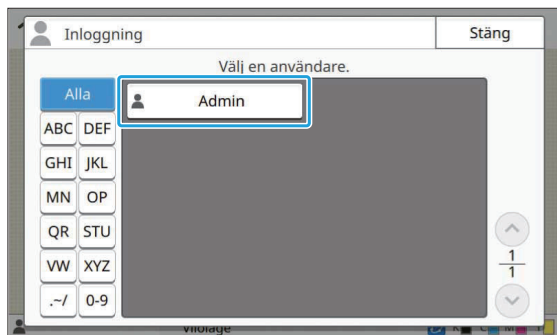 Inloggning
Stäng
Välj en användare.
Alla
Admin
ABC DEF
GHI JKL
MN OP
QR STU
VW XYZ
.~/ 0-9
1
1
Viloläge
K C M Y